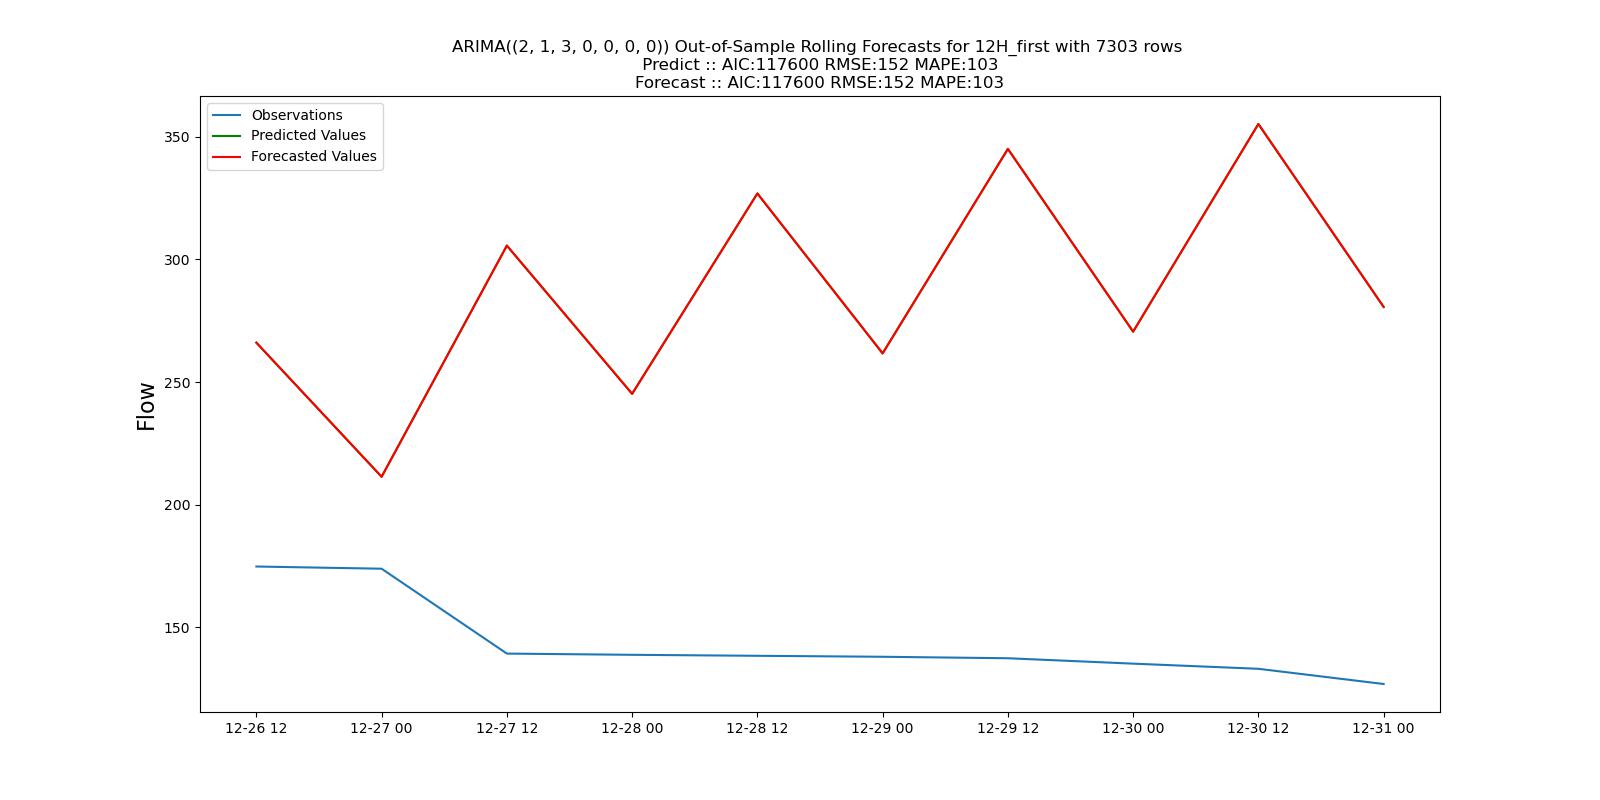 ARIMA((2, 1, 3, 0, 0, 0, 0)) Out-of-Sample Rolling Forecasts for 12H_first with 7303 rows
Predict :: AIC:117600 RMSE:152 MAPE:103
Forecast :: AIC:117600 RMSE:152 MAPE:103
Observations
Predicted Values
Forecasted Values
350
300
250
200
150
Flow
12-26 12
12-27 00
12-27 12
12-28 00
12-28 12
12-29 00
12-29 12
12-30 00
12-30 12
12-31 00